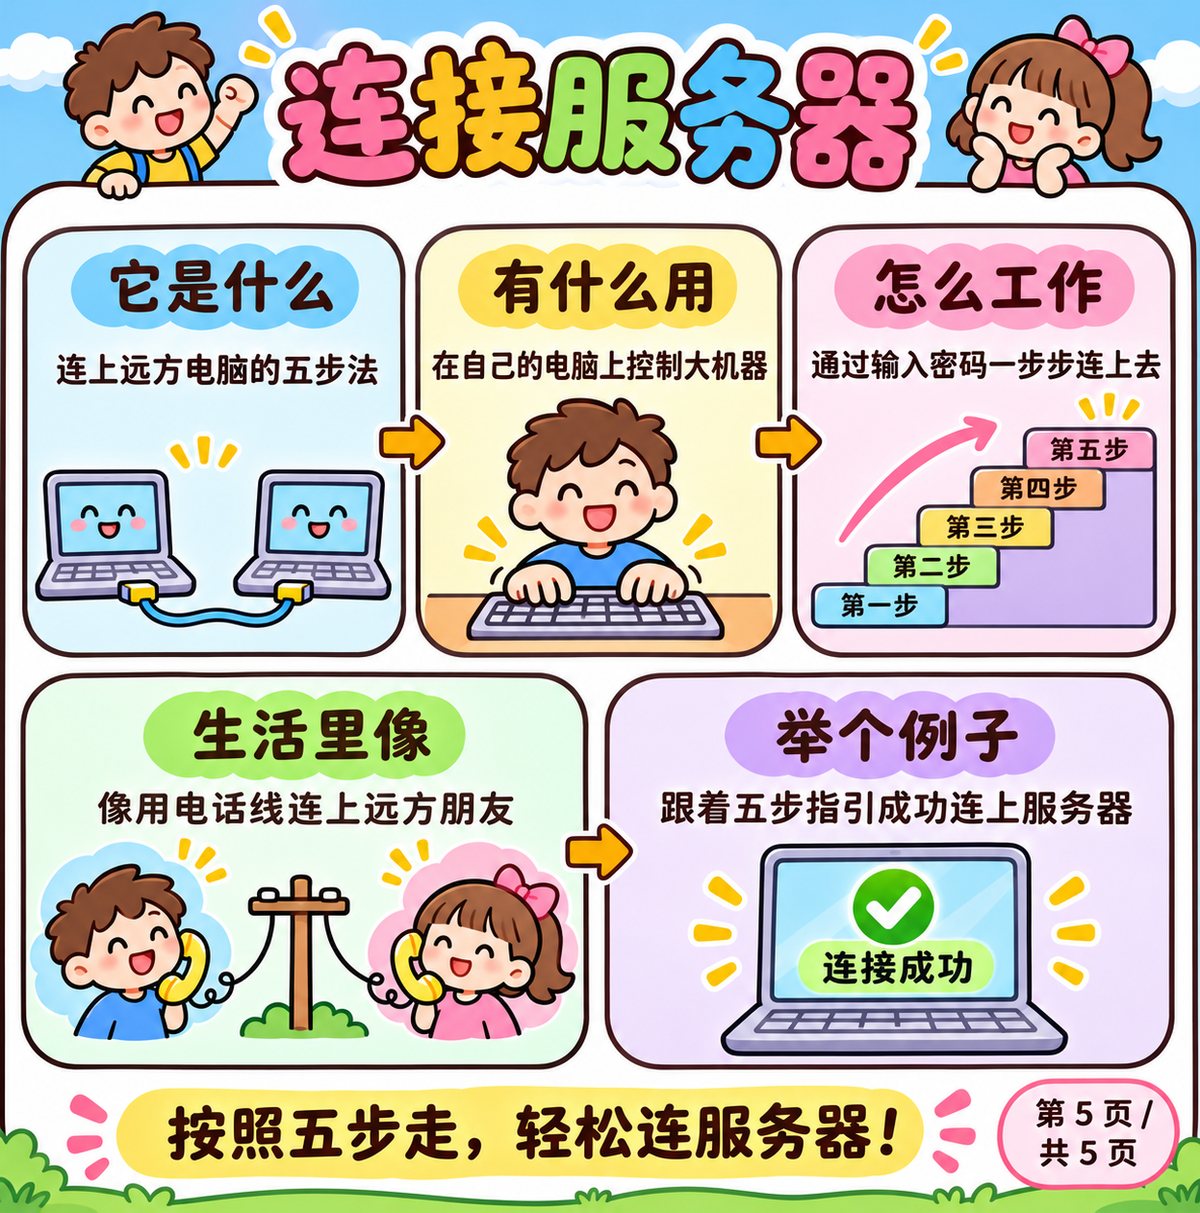 连接服务器
它是什么
连上远方电脑的五步法
有什么用
在自己的电脑上控制大机器
怎么工作
通过输入密码一步步连上去
第五步
第四步
第三步
第二步
第一步
生活里像
像用电话线连上远方朋友
举个例子
跟着五步指引成功连上服务器
连接成功
按照五步走，轻松连服务器！
第 5 页 /
共 5 页